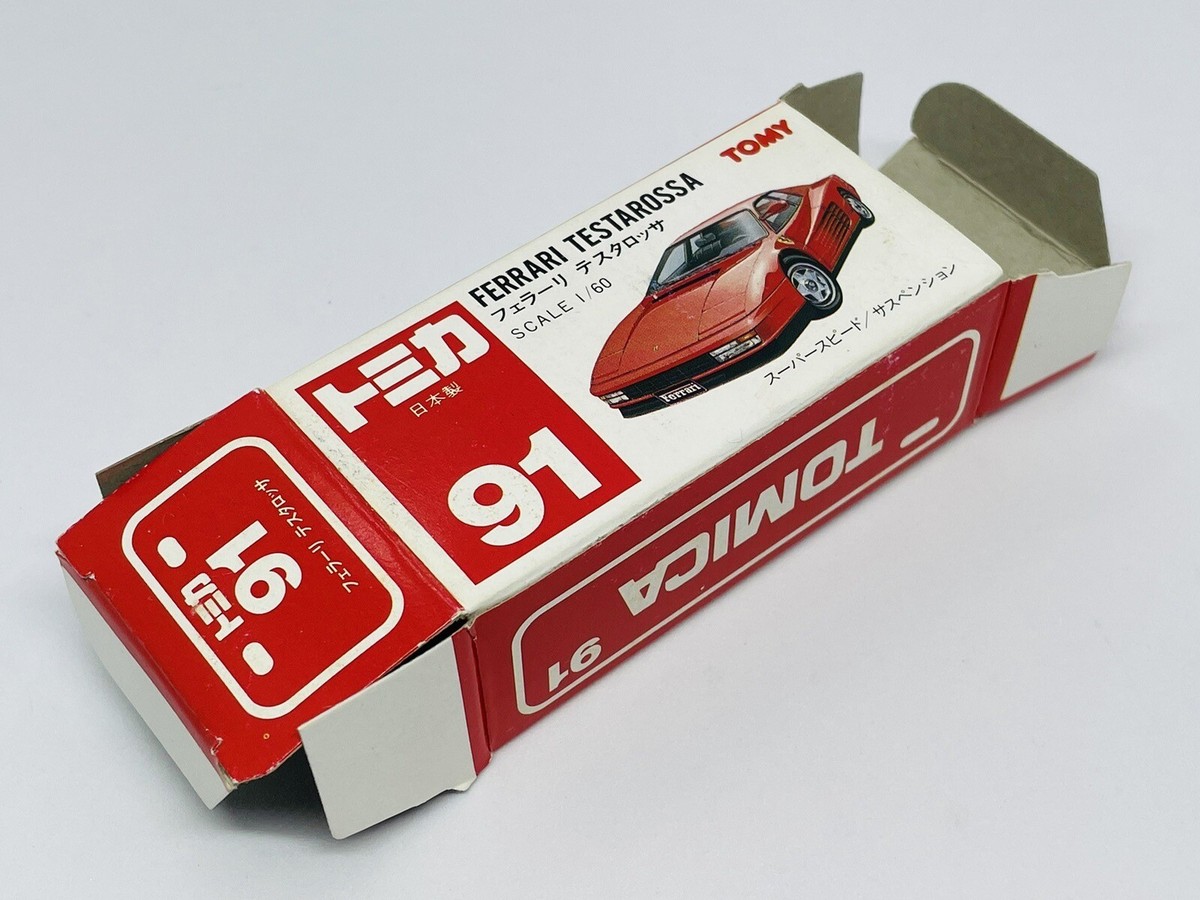 TOMY
FERRARI TESTAROSSA
フェラーリ テスタロッサ
SCALE 1/60
トミカ
日本製
91
Ferrari
スーパースピード/サスペンション
トミカ
91
フェラーリ テスタロッサ
TOMICA
91